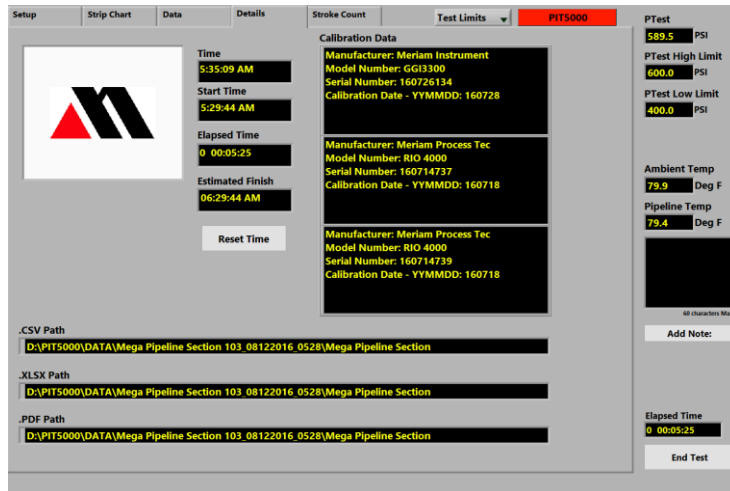 Setup
Strip Chart
Data
Details
Stroke Count
Test Limits
PIT5000
Time
5:35:09 AM
Start Time
5:29:44 AM
Elapsed Time
0 00:05:25
Estimated Finish
06:29:44 AM
Reset Time
Calibration Data
Manufacturer: Meriam Instrument
Model Number: GGI3300
Serial Number: 160726134
Calibration Date - YYMMDD: 160728
Manufacturer: Meriam Process Tec
Model Number: RIO 4000
Serial Number: 160714737
Calibration Date - YYMMDD: 160718
Manufacturer: Meriam Process Tec
Model Number: RIO 4000
Serial Number: 160714739
Calibration Date - YYMMDD: 160718
.CSV Path
D:\PIT5000\DATA\Mega Pipeline Section 103_08122016_0528\Mega Pipeline Section
.XLSX Path
D:\PIT5000\DATA\Mega Pipeline Section 103_08122016_0528\Mega Pipeline Section
.PDF Path
D:\PIT5000\DATA\Mega Pipeline Section 103_08122016_0528\Mega Pipeline Section
PTest
589.5 PSI
PTest High Limit
600.0 PSI
PTest Low Limit
400.0 PSI
Ambient Temp
79.9 Deg F
Pipeline Temp
79.4 Deg F
60 characters Ma
Add Note:
Elapsed Time
0 00:05:25
End Test